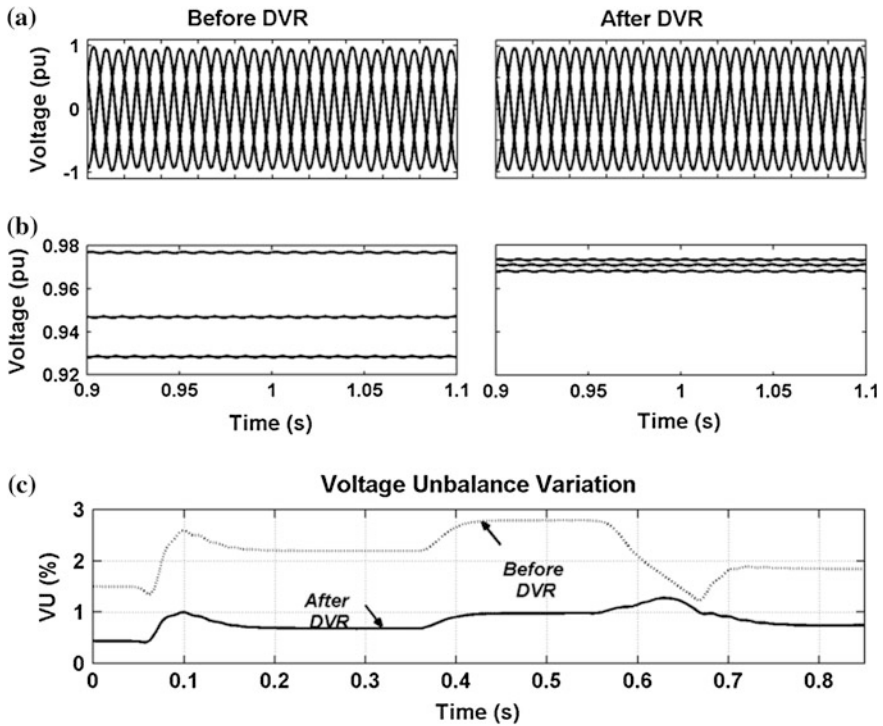 (a)
Before DVR
After DVR
Voltage (pu)
1
0
-1
(b)
Voltage (pu)
0.98
0.96
0.94
0.92
0.9
0.95
1
1.05
1.1
Time (s)
0.9
0.95
1
1.05
1.1
Time (s)
(c)
Voltage Unbalance Variation
VU (%)
3
2
1
0
Before
DVR
After
DVR
0
0.1
0.2
0.3
0.4
0.5
0.6
0.7
0.8
Time (s)